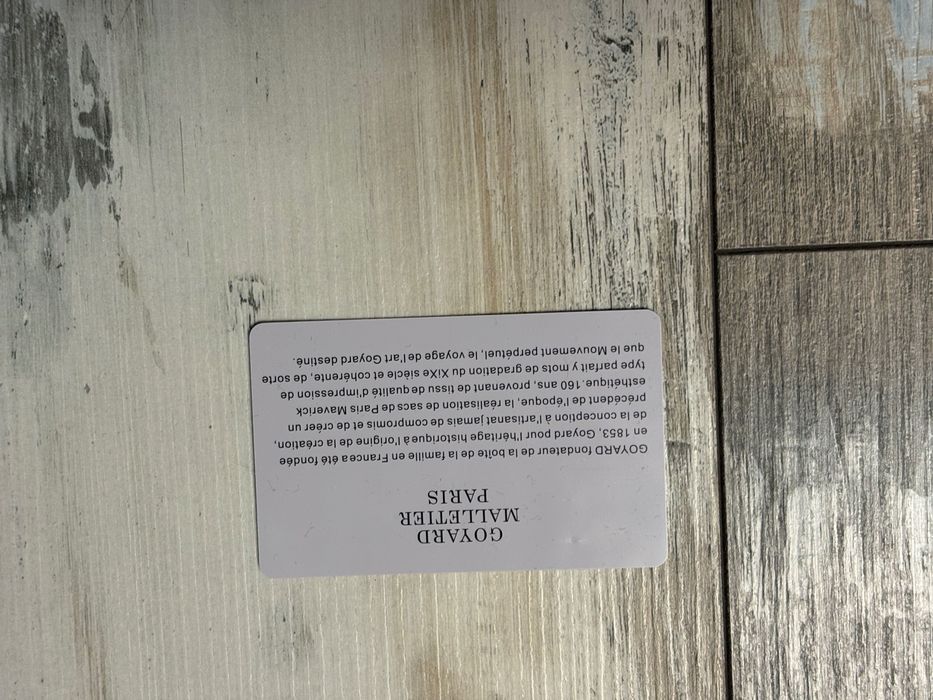 GOYARD
MALLETIER
PARIS
GOYARD fondateur de la boîte de la famille en France a été fondée
en 1853, Goyard pour l'héritage historique à l'origine de la création,
de la conception à l'artisanat jamais de compromis et de créer un
précédent de l'époque, la réalisation de sacs de Paris Maverick
esthétique. 160 ans, provenant de tissu de qualité d'impression de
type parfait y mots de gradation du XiXe siècle et cohérente, de sorte
que le Mouvement perpétuel, le voyage de l'art Goyard destiné.